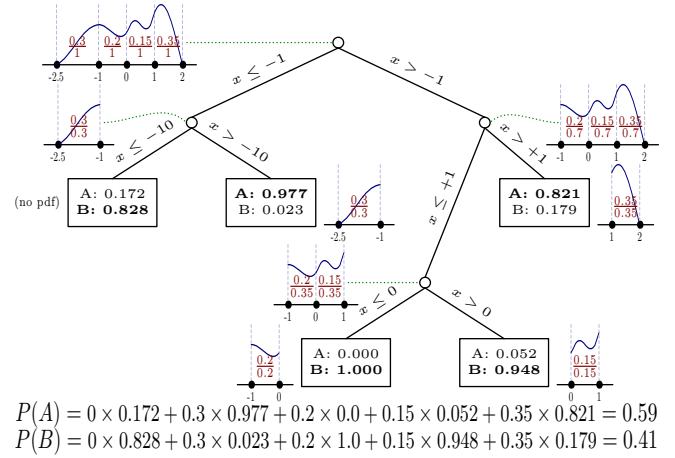 0.3/1 0.2/1 0.15/1 0.35/1
-2.5 -1 0 1 2
x ≤ −1
x > −1
0.3/0.3
-2.5 -1
0.2/0.7 0.15/0.7 0.35/0.7
-1 0 1 2
x ≤ −10
x > −10
x ≤ +1
x > +1
(no pdf)
A: 0.172
B: 0.828
A: 0.977
B: 0.023
0.3/0.3
-2.5 -1
A: 0.821
B: 0.179
0.35/0.35
1 2
0.2/0.35 0.15/0.35
-1 0 1
x ≤ 0
x > 0
0.2/0.2
-1 0
A: 0.000
B: 1.000
A: 0.052
B: 0.948
0.15/0.15
0 1
P(A) = 0 × 0.172 + 0.3 × 0.977 + 0.2 × 0.0 + 0.15 × 0.052 + 0.35 × 0.821 = 0.59
P(B) = 0 × 0.828 + 0.3 × 0.023 + 0.2 × 1.0 + 0.15 × 0.948 + 0.35 × 0.179 = 0.41